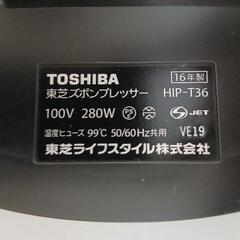 TOSHIBA
16年製
東芝ズボンプレッサー HIP-T36
100V 280W PS E JET
温度ヒューズ 99℃ 50/60Hz共用 VE19
東芝ライフスタイル株式会社